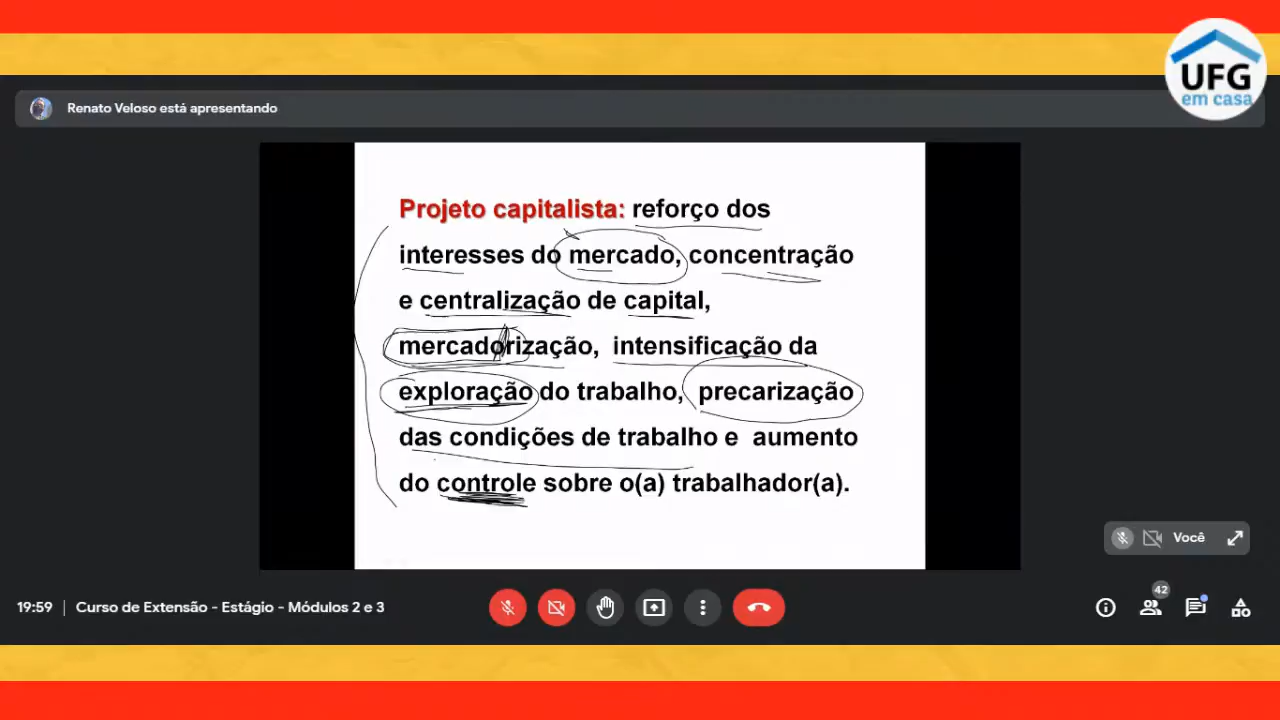 UFG
em casa
Renato Veloso está apresentando
Projeto capitalista: reforço dos
interesses do mercado, concentração
e centralização de capital,
mercadorização, intensificação da
exploração do trabalho, precarização
das condições de trabalho e aumento
do controle sobre o(a) trabalhador(a).
Você
42
19:59 | Curso de Extensão - Estágio - Módulos 2 e 3